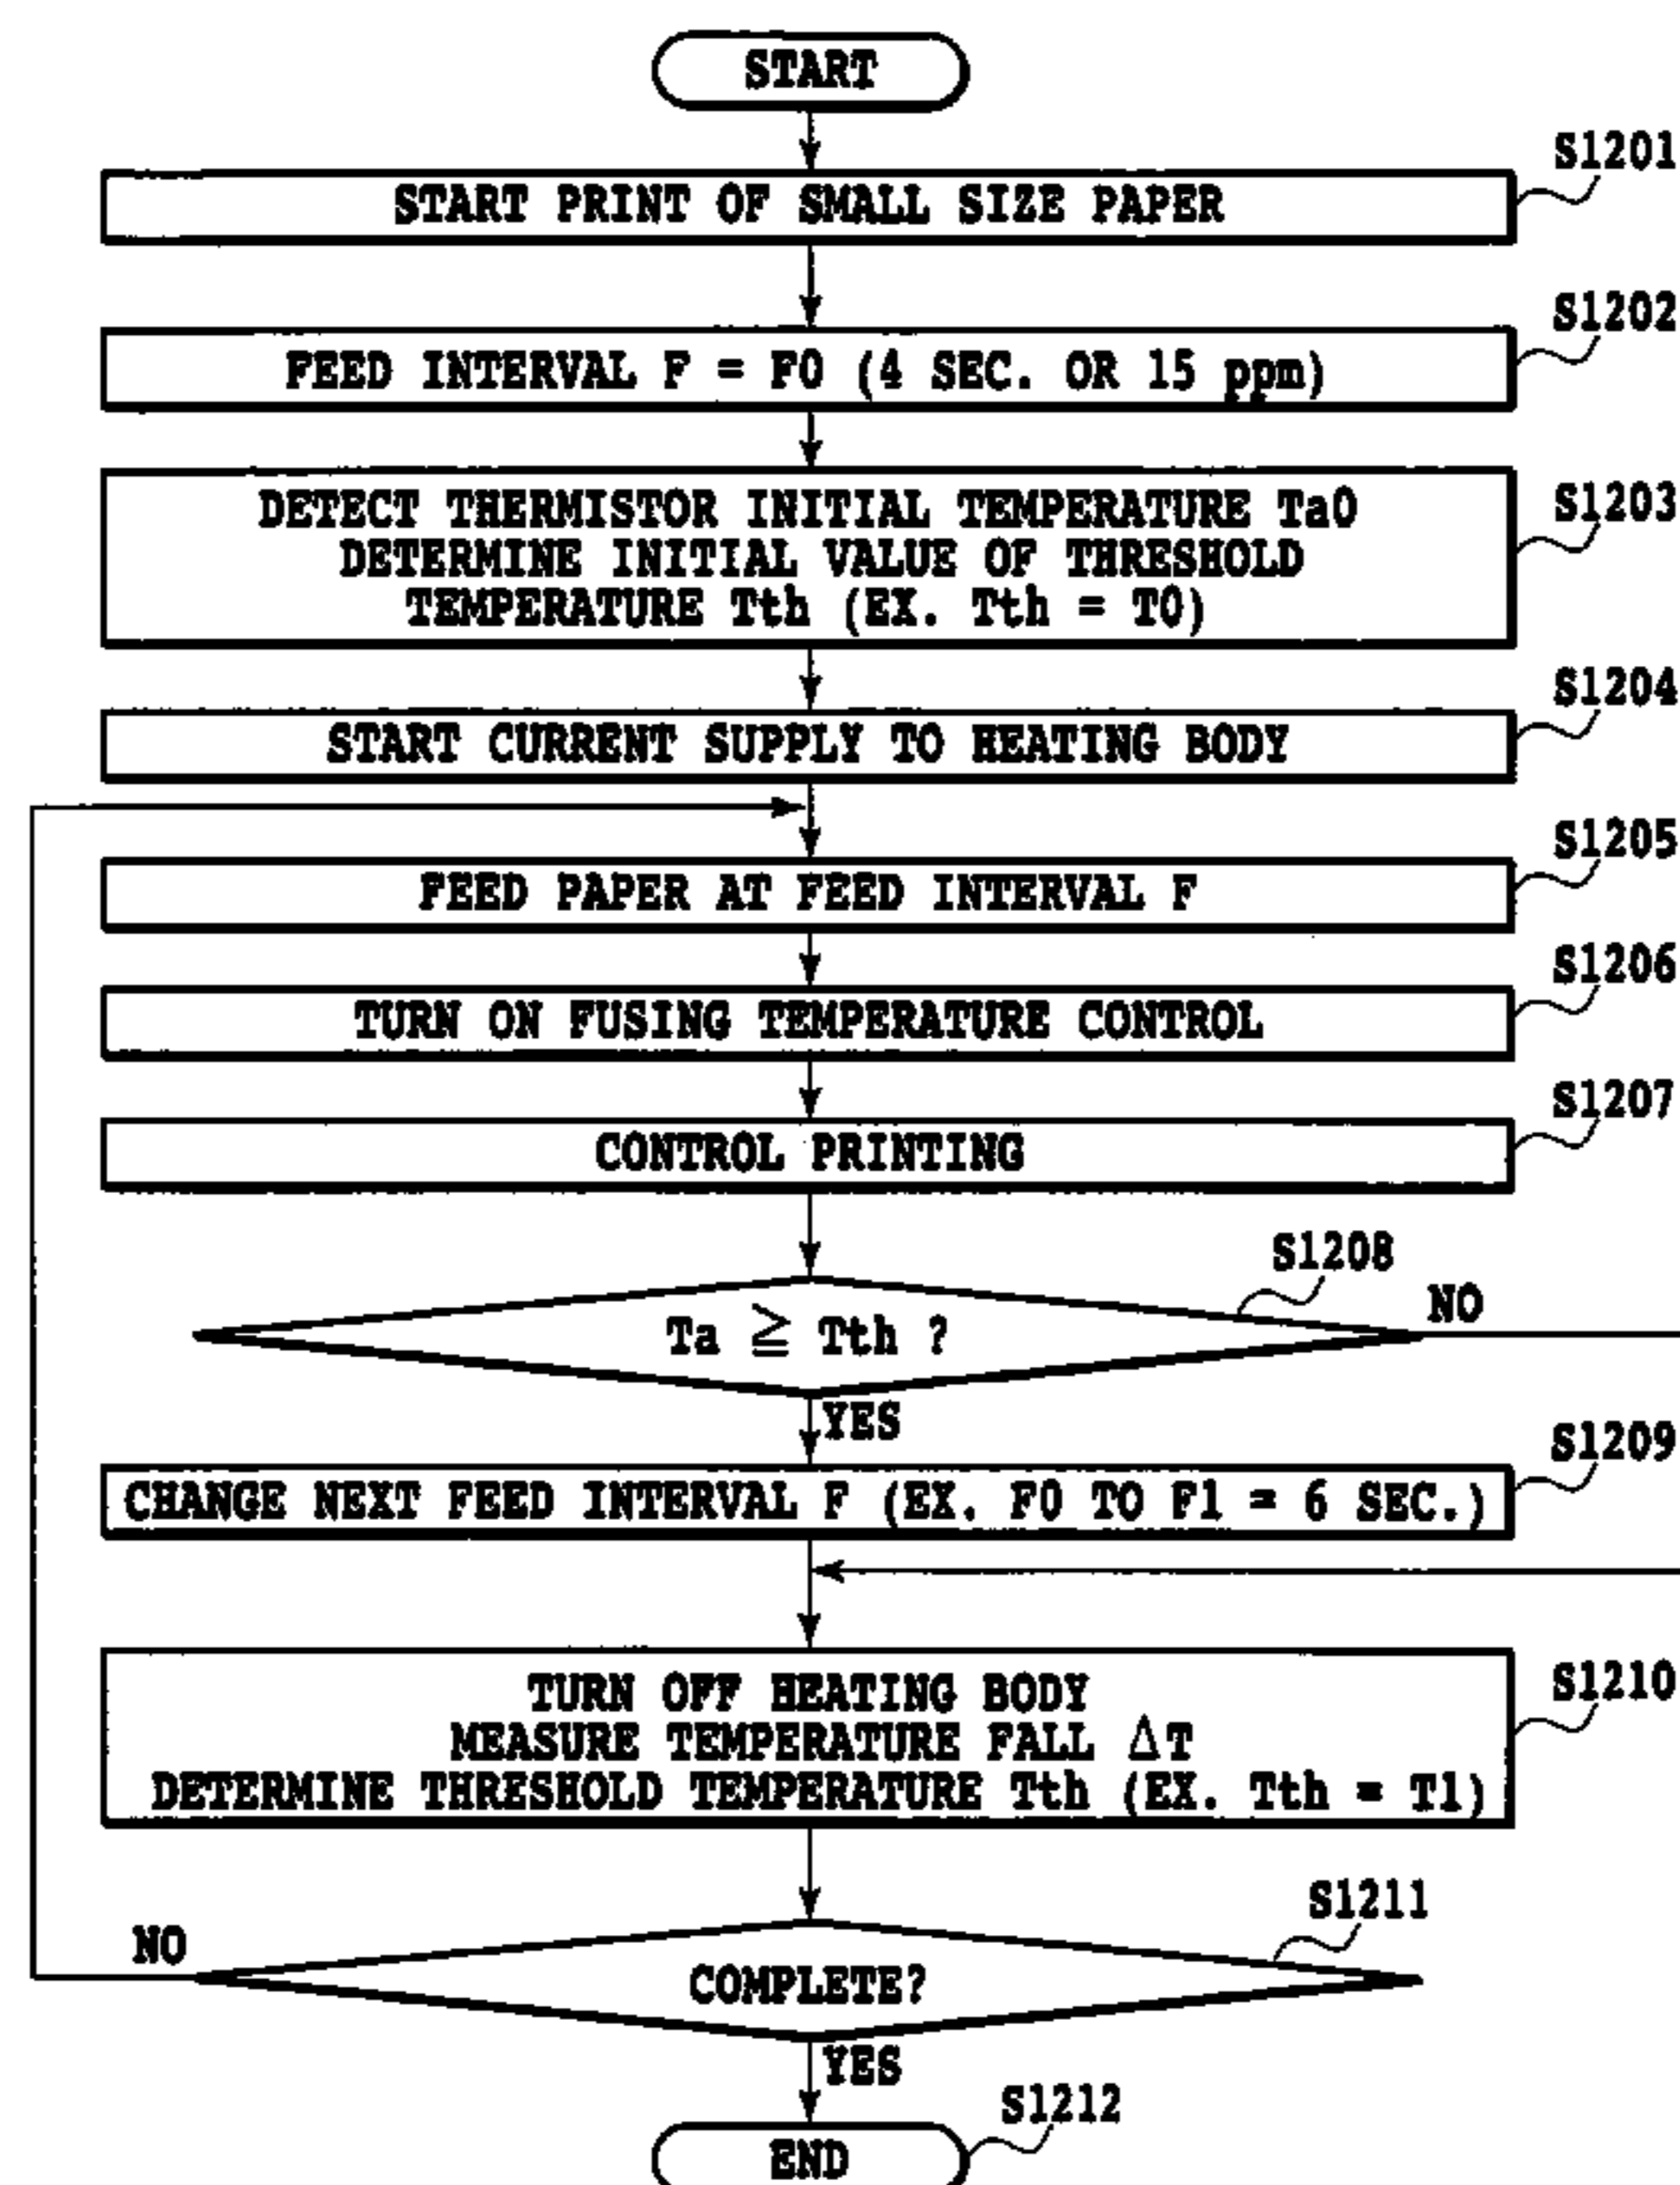 START
S1201
START PRINT OF SMALL SIZE PAPER
S1202
FEED INTERVAL F = F0 (4 SEC. OR 15 ppm)
S1203
DETECT THERMISTOR INITIAL TEMPERATURE Ta0
DETERMINE INITIAL VALUE OF THRESHOLD
TEMPERATURE Tth (EX. Tth = T0)
S1204
START CURRENT SUPPLY TO HEATING BODY
S1205
FEED PAPER AT FEED INTERVAL F
S1206
TURN ON FUSING TEMPERATURE CONTROL
S1207
CONTROL PRINTING
S1208
NO
Ta ≧ Tth ?
YES
S1209
CHANGE NEXT FEED INTERVAL F (EX. F0 TO F1 = 6 SEC.)
S1210
TURN OFF HEATING BODY
MEASURE TEMPERATURE FALL ΔT
DETERMINE THRESHOLD TEMPERATURE Tth (EX. Tth = T1)
S1211
NO
COMPLETE?
YES
S1212
END